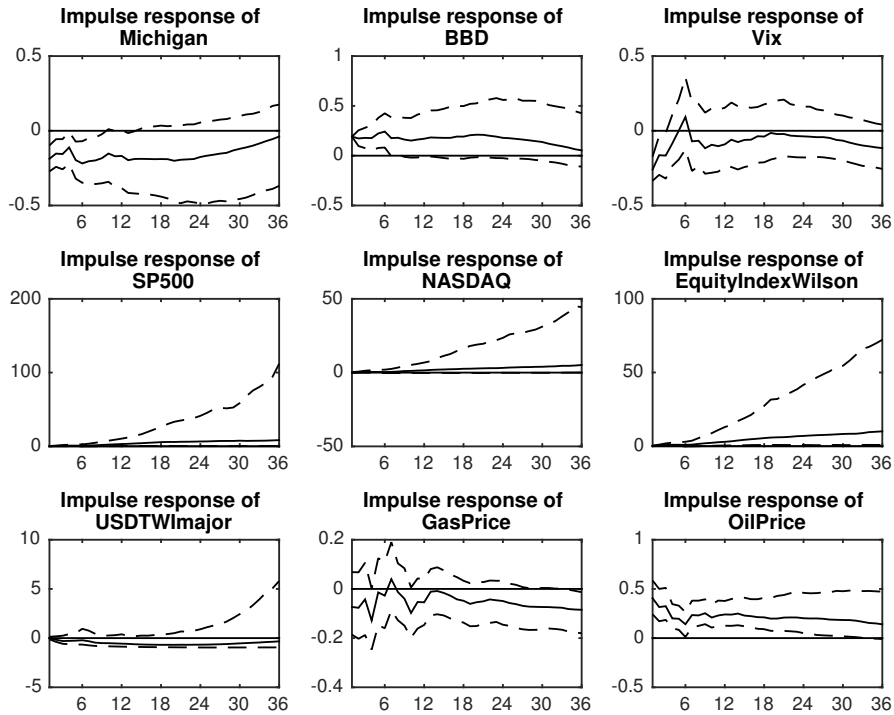 Impulse response of
Michigan
0.5
0
-0.5
6 12 18 24 30 36
Impulse response of
BBD
1
0.5
0
-0.5
6 12 18 24 30 36
Impulse response of
Vix
0.5
0
-0.5
6 12 18 24 30 36
Impulse response of
SP500
200
100
0
6 12 18 24 30 36
Impulse response of
NASDAQ
50
0
-50
6 12 18 24 30 36
Impulse response of
EquityIndexWilson
100
50
0
6 12 18 24 30 36
Impulse response of
USDTWImajor
10
5
0
-5
6 12 18 24 30 36
Impulse response of
GasPrice
0.2
0
-0.2
-0.4
6 12 18 24 30 36
Impulse response of
OilPrice
1
0.5
0
-0.5
6 12 18 24 30 36